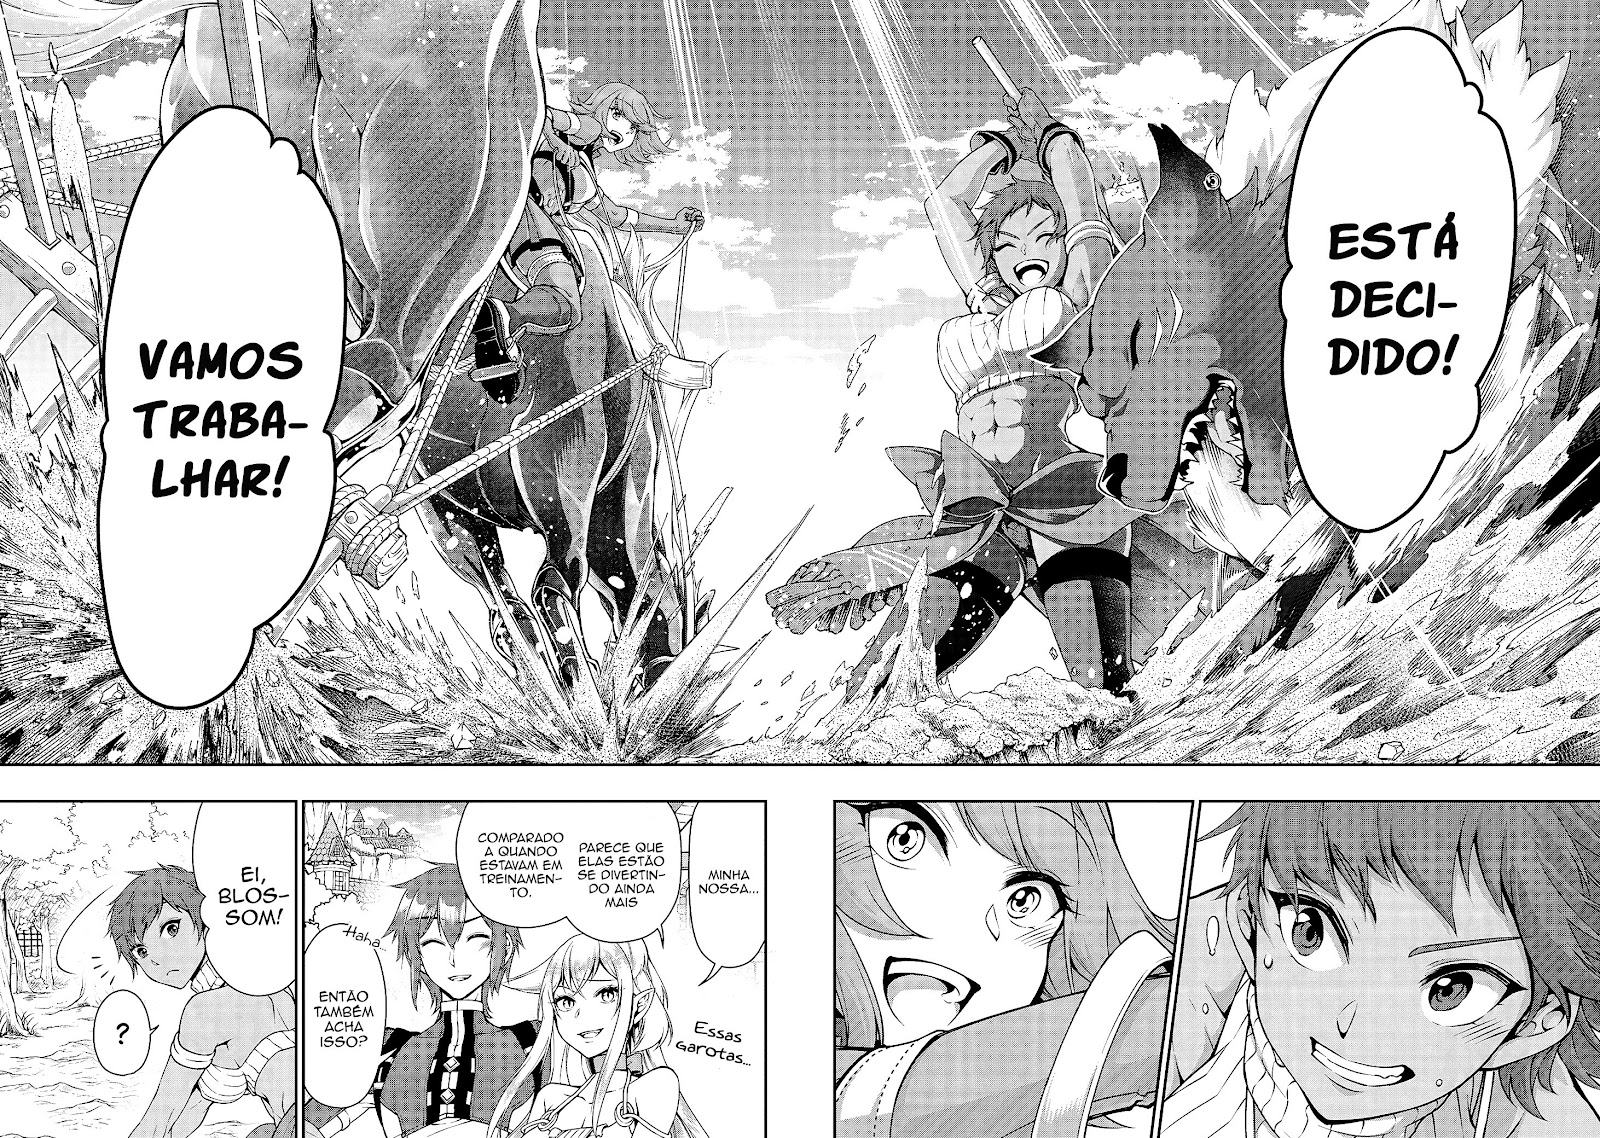 ESTÁ
DECI-
DIDO!
VAMOS
TRABA-
LHAR!
MINHA
NOSSA...
PARECE QUE
ELAS ESTÃO
SE DIVERTIN-
DO AINDA
MAIS
COMPARADO
A QUANDO
ESTAVAM EM
TREINAMEN-
TO.
ESSAS
GAROTAS...
Haha...
ENTÃO
TAMBÉM
ACHA
ISSO?
EI,
BLOS-
SOM!
?